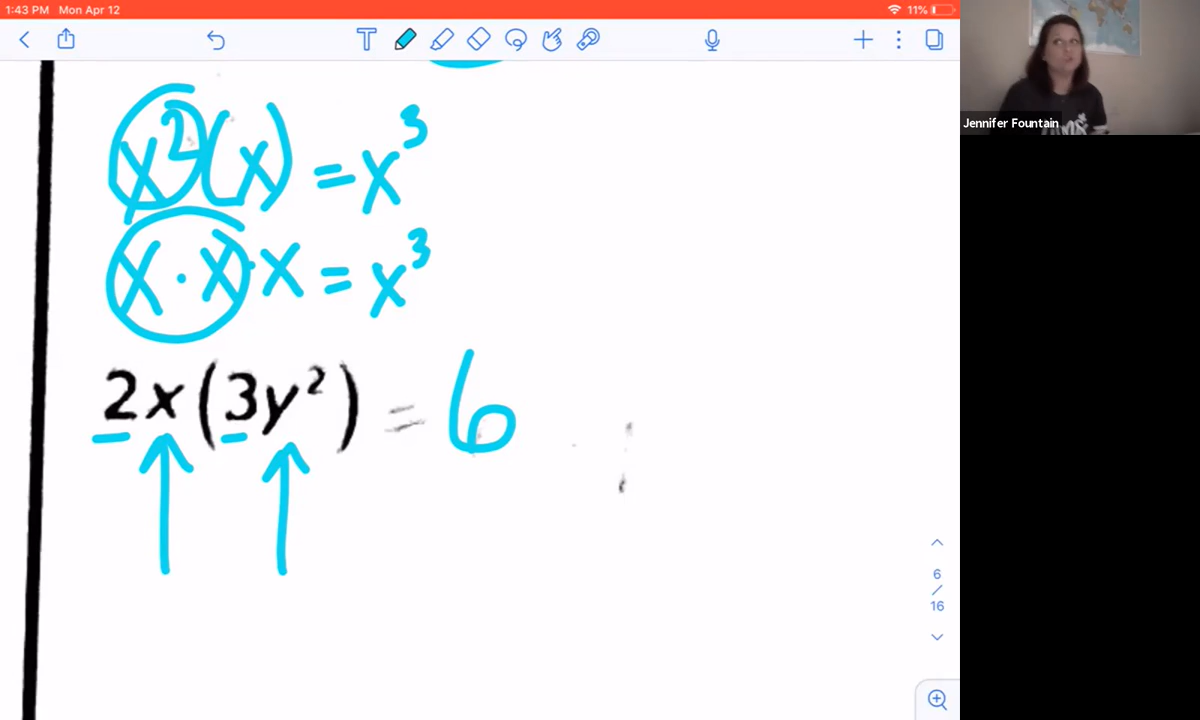 1:43 PM Mon Apr 12
11%
Jennifer Fountain
x²(x) = x³
x · x · x = x³
2x(3y²) = 6
6
/
16